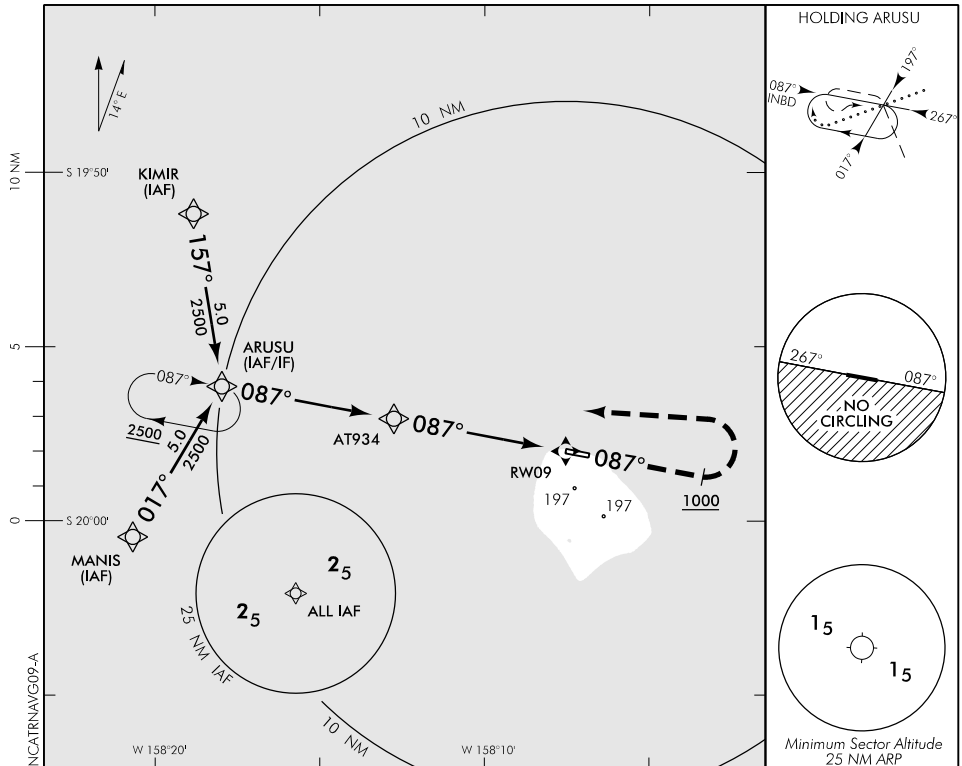 HOLDING ARUSU
14° E
10 NM
197°
087°
INBD
267°
017°
10 NM
S 19°50'
KIMIR
(IAF)
157°
5.0
2500
5
ARUSU
(IAF/IF)
087°
087°
AT934
087°
2500
5.0
2500
017°
RW09
087°
1000
197
197
267°
087°
NO
CIRCLING
0
S 20°00'
MANIS
(IAF)
25
25
ALL IAF
25 NM IAF
10 NM
15
15
NCATRNAVG09-A
W 158°20'
W 158°10'
Minimum Sector Altitude
25 NM ARP